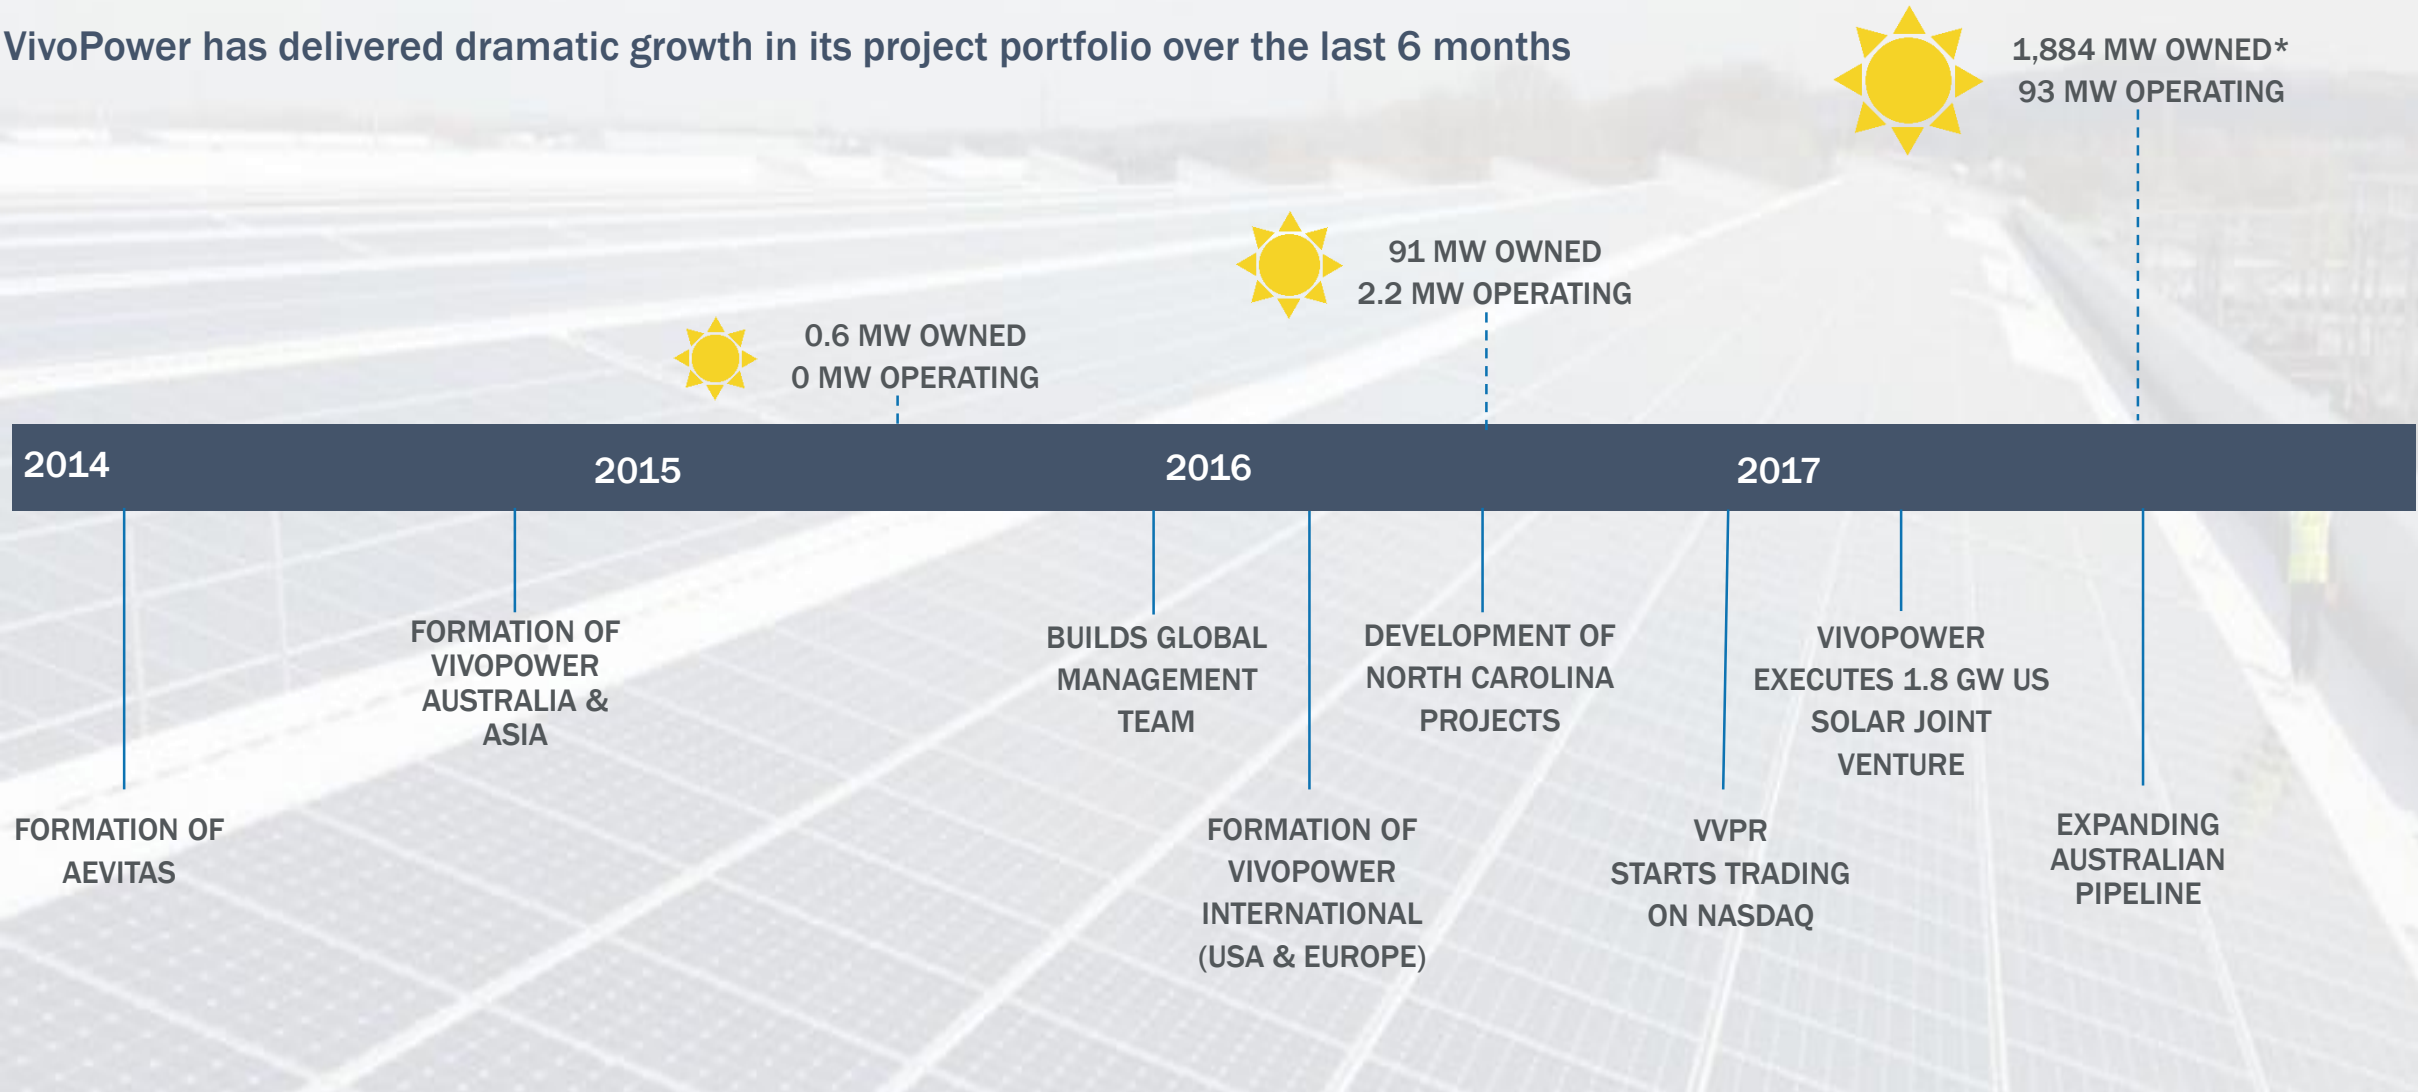 VivoPower has delivered dramatic growth in its project portfolio over the last 6 months
1,884 MW OWNED*
93 MW OPERATING
91 MW OWNED
2.2 MW OPERATING
0.6 MW OWNED
0 MW OPERATING
2014
2015
2016
2017
FORMATION OF
AEVITAS
FORMATION OF
VIVOPOWER
AUSTRALIA &
ASIA
BUILDS GLOBAL
MANAGEMENT
TEAM
FORMATION OF
VIVOPOWER
INTERNATIONAL
(USA & EUROPE)
DEVELOPMENT OF
NORTH CAROLINA
PROJECTS
VVPR
STARTS TRADING
ON NASDAQ
VIVOPOWER
EXECUTES 1.8 GW US
SOLAR JOINT
VENTURE
EXPANDING
AUSTRALIAN
PIPELINE